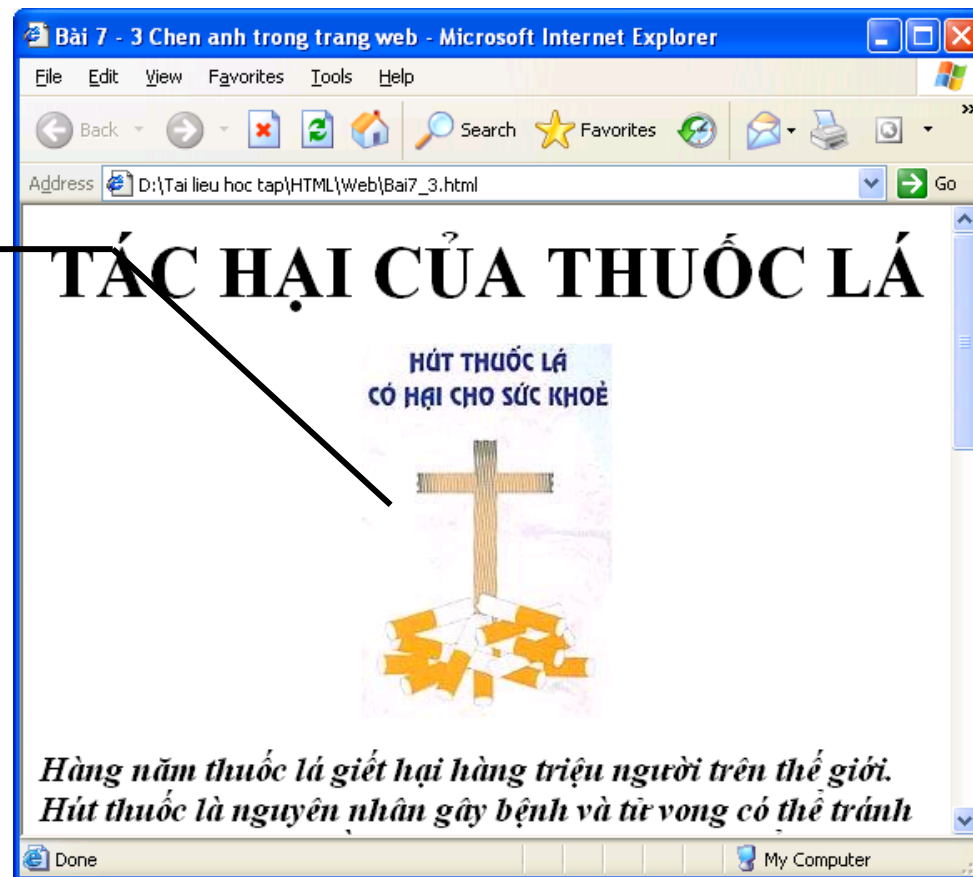 Bài 7 - 3 Chen anh trong trang web - Microsoft Internet Explorer
File Edit View Favorites Tools Help
Back Search Favorites »
Address D:\Tai lieu hoc tap\HTML\Web\Bai7_3.html Go
TÁC HẠI CỦA THUỐC LÁ
HÚT THUỐC LÁ
CÓ HẠI CHO SỨC KHOẺ
Hàng năm thuốc lá giết hại hàng triệu người trên thế giới.
Hút thuốc là nguyên nhân gây bệnh và tử vong có thể tránh
Done My Computer